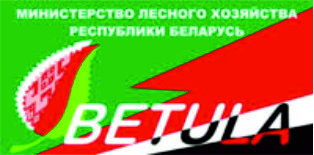 МИНИСТЕРСТВО ЛЕСНОГО ХОЗЯЙСТВА
РЕСПУБЛИКИ БЕЛАРУСЬ
BETULA